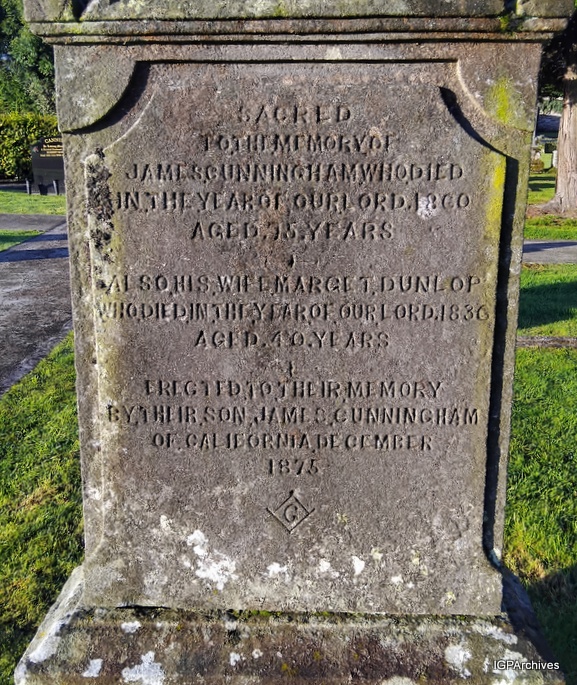 SACRED
TO THE MEMORY OF
JAMES CUNNINGHAM WHO DIED
IN THE YEAR OF OUR LORD 1860
AGED 75 YEARS
ALSO HIS WIFE MARGET DUNLOP
WHO DIED IN THE YEAR OF OUR LORD 1836
AGED 40 YEARS
ERECTED TO THEIR MEMORY
BY THEIR SON JAMES CUNNINGHAM
OF CALIFORNIA DECEMBER
1875
G
IGPArchives